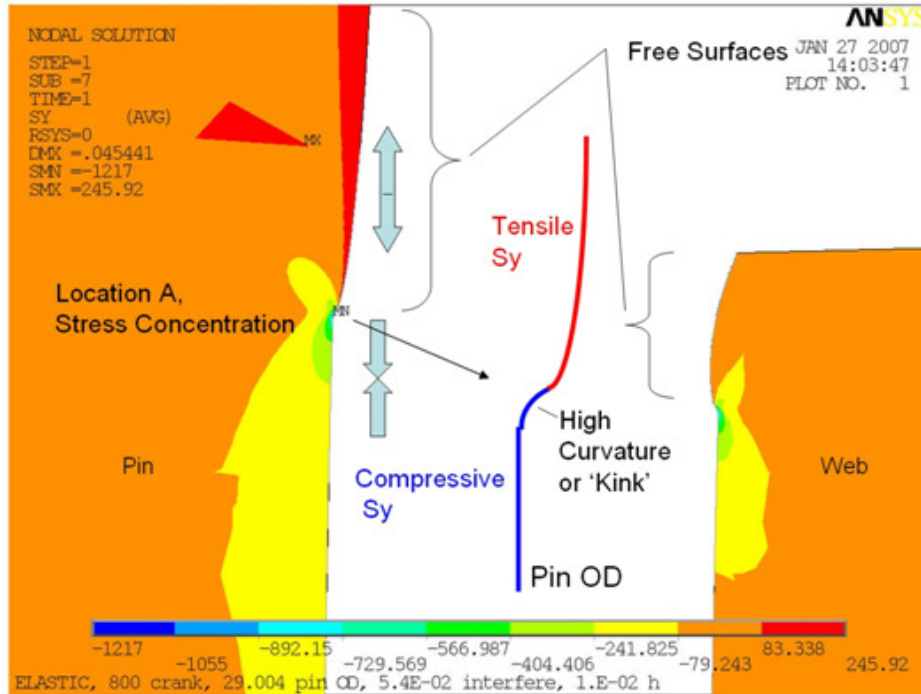 ANSYS
NODAL SOLUTION
STEP=1
SUB =7
TIME=1
SY (AVG)
RSYS=0
DMX =.045441
SMN =-1217
SMX =245.92
Free Surfaces
JAN 27 2007
14:03:47
PLOT NO. 1
MX
Tensile
Sy
Location A,
Stress Concentration
MN
High
Curvature
or ‘Kink’
Pin
Compressive
Sy
Web
Pin OD
-1217 -892.15 -566.987 -241.825 83.338
-1055 -729.569 -404.406 -79.243 245.92
ELASTIC, 800 crank, 29.004 pin OD, 5.4E-02 interfere, 1.E-02 h